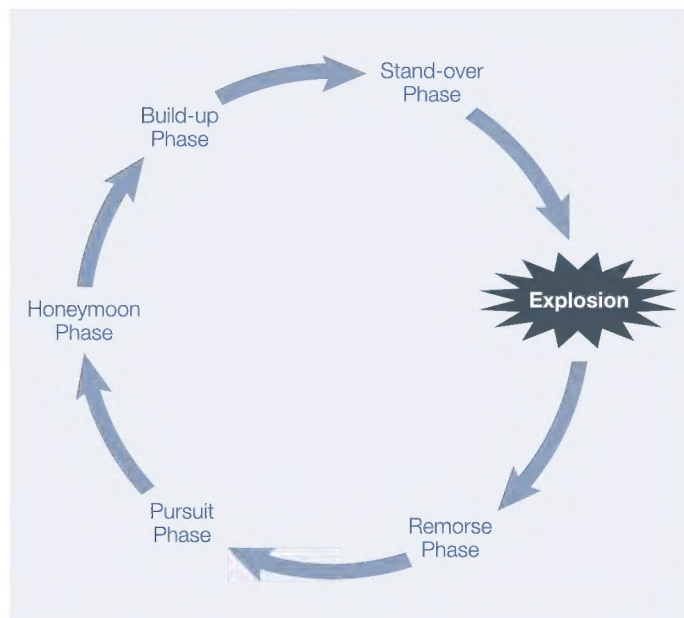 Stand-over
Phase
Build-up
Phase
Explosion
Honeymoon
Phase
Pursuit
Phase
Remorse
Phase